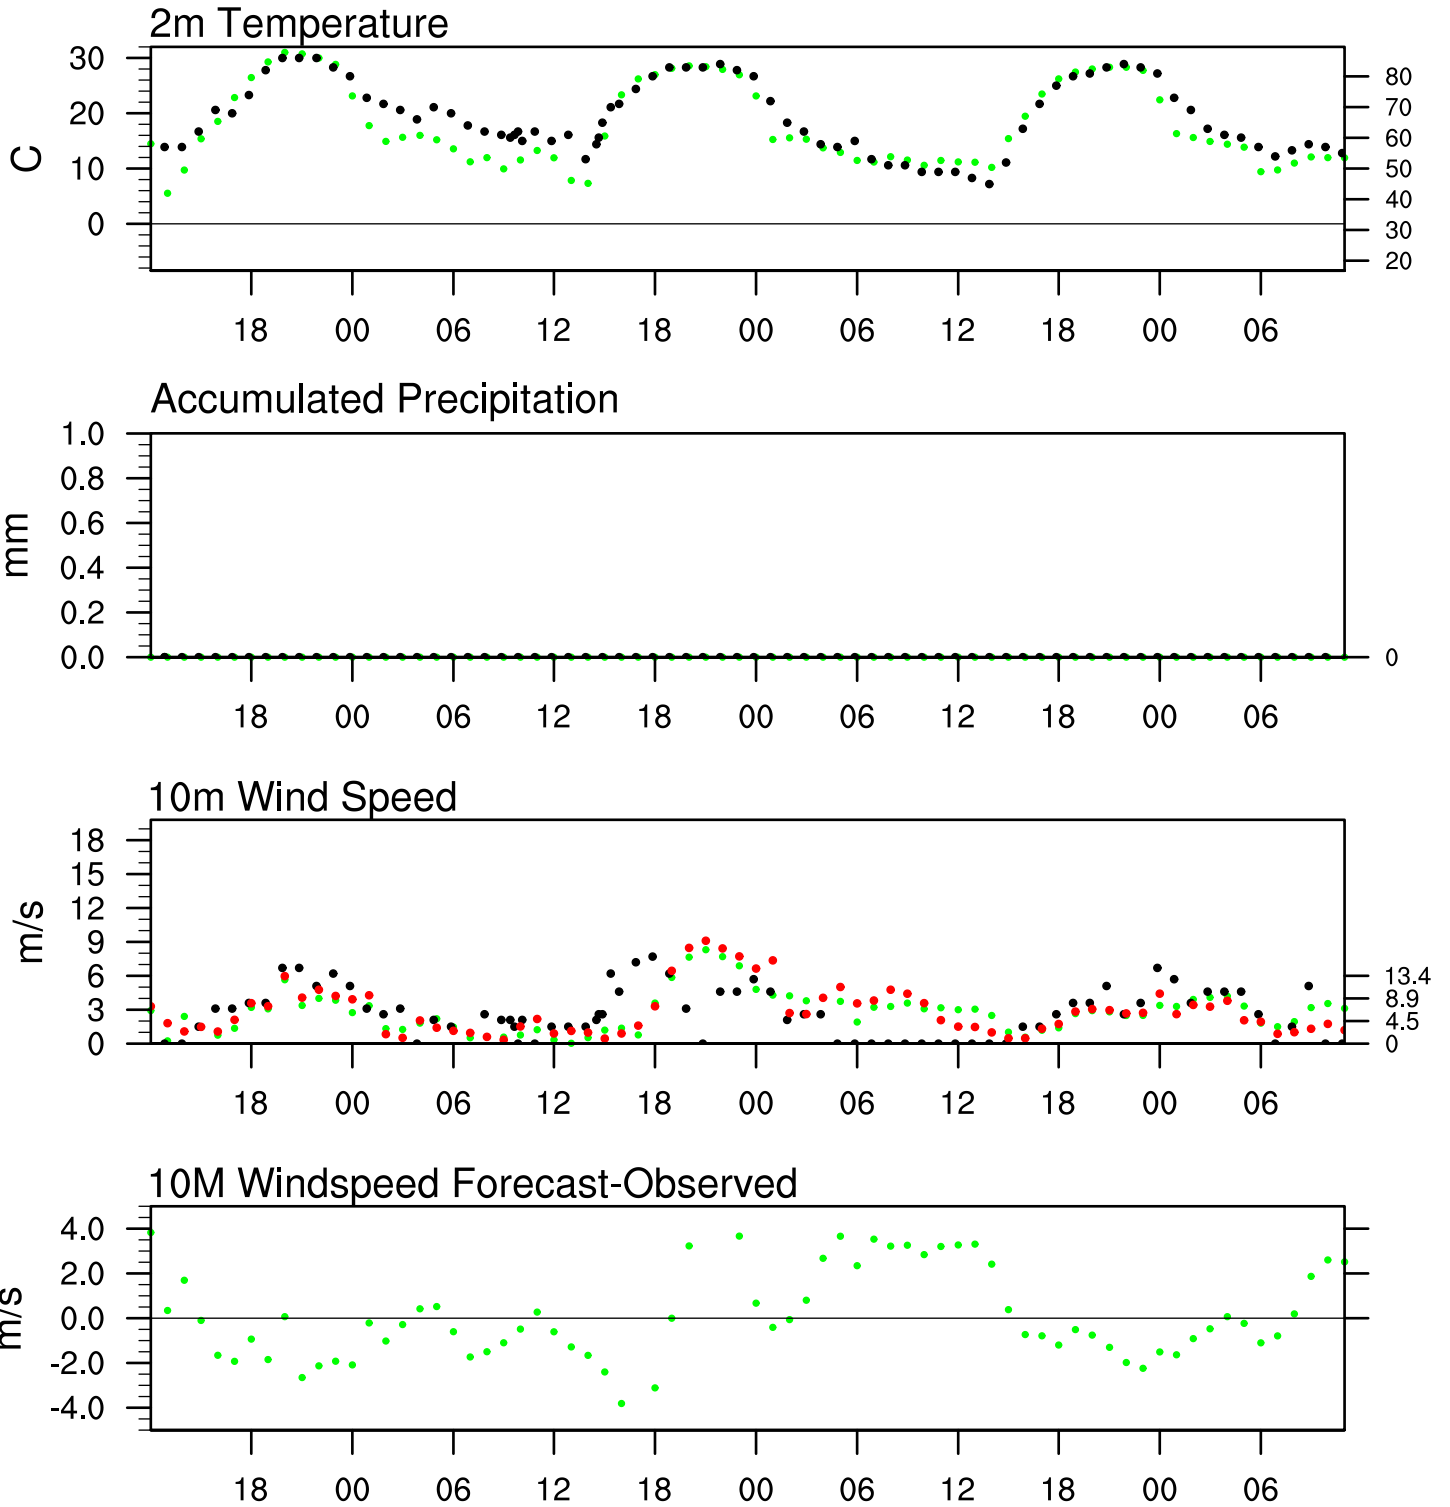 2m Temperature
30
20
10
0
C
80
70
60
50
40
30
20
18 00 06 12 18 00 06 12 18 00 06
Accumulated Precipitation
1.0
0.8
0.6
0.4
0.2
0.0
mm
0
18 00 06 12 18 00 06 12 18 00 06
10m Wind Speed
18
15
12
9
6
3
0
m/s
13.4
8.9
4.5
0
18 00 06 12 18 00 06 12 18 00 06
10M Windspeed Forecast-Observed
4.0
2.0
0.0
-2.0
-4.0
m/s
18 00 06 12 18 00 06 12 18 00 06